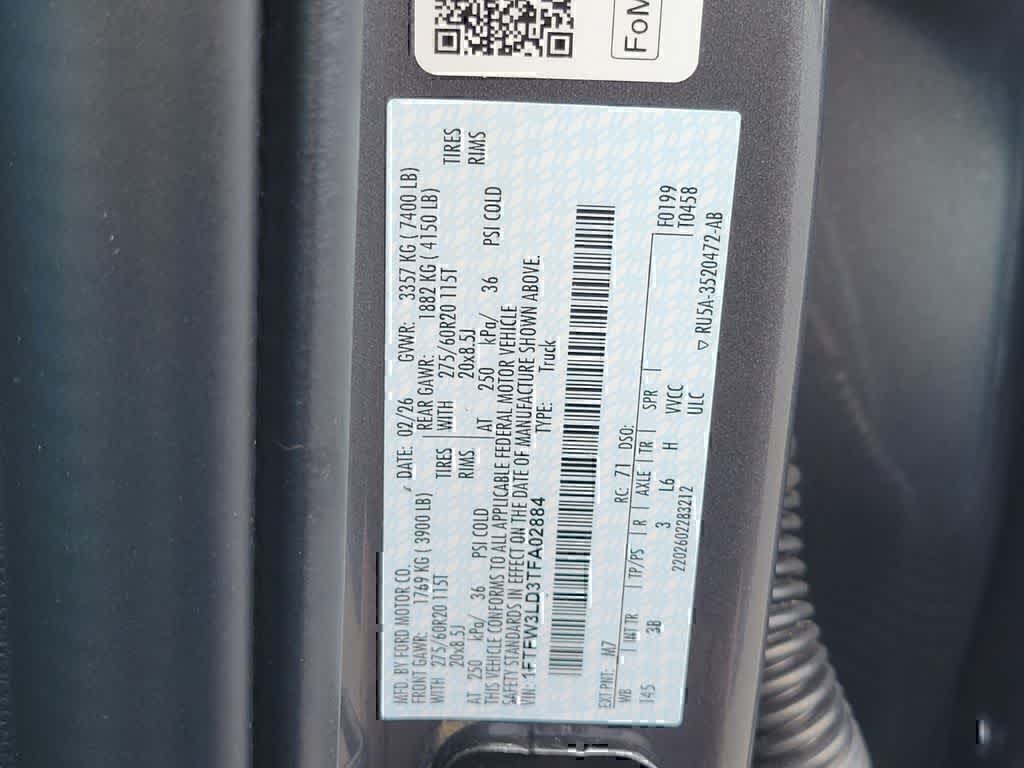 FoM
MFD. BY FORD MOTOR CO. DATE: 02/26 GVWR: 3357 KG ( 7400 LB)
FRONT GAWR: 1769 KG ( 3900 LB) REAR GAWR: 1882 KG ( 4150 LB)
WITH 275/60R20 115T TIRES WITH 275/60R20 115T TIRES
20x8.5J RIMS 20x8.5J RIMS
AT 250 kPa/ 36 PSI COLD AT 250 kPa/ 36 PSI COLD
THIS VEHICLE CONFORMS TO ALL APPLICABLE FEDERAL MOTOR VEHICLE
SAFETY STANDARDS IN EFFECT ON THE DATE OF MANUFACTURE SHOWN ABOVE.
VIN: 1FTFW3LD3TFA02884 TYPE: Truck
EXT PNT: M7 RC: 71 DSO:
WB INT TR TP/PS R AXLE TR SPR F0199
145 3B 3 L6 H VVCC T0458
2202602283212 ULC
▽ RU5A-3520472-AB